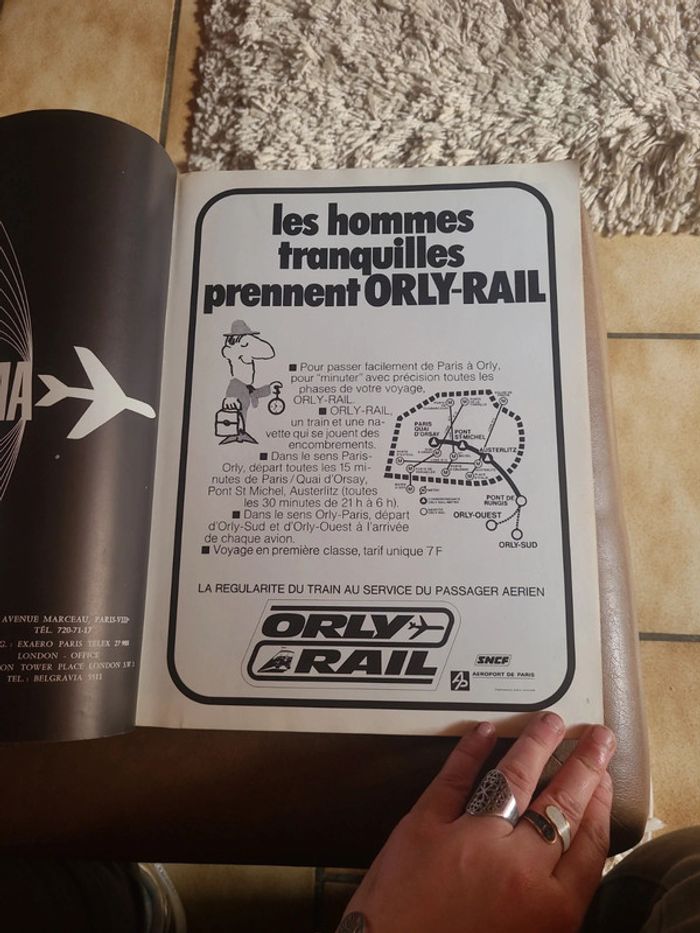 les hommes
tranquilles
prennent ORLY-RAIL
■ Pour passer facilement de Paris à Orly,
pour "minuter" avec précision toutes les
phases de votre voyage,
ORLY-RAIL.
■ ORLY-RAIL,
un train et une na-
vette qui se jouent des
encombrements.
■ Dans le sens Paris-
Orly, départ toutes les 15 mi-
nutes de Paris/Quai d'Orsay,
Pont St Michel, Austerlitz (toutes
les 30 minutes de 21 h à 6 h).
■ Dans le sens Orly-Paris, départ
d'Orly-Sud et d'Orly-Ouest à l'arrivée
de chaque avion.
■ Voyage en première classe, tarif unique 7 F
PARIS
QUAI
D'ORSAY
PONT
ST-MICHEL
AUSTERLITZ
PONT DE
RUNGIS
ORLY-OUEST
ORLY-SUD
LA REGULARITE DU TRAIN AU SERVICE DU PASSAGER AERIEN
ORLY
RAIL
SNCF
AEROPORT DE PARIS
MA
AVENUE MARCEAU, PARIS-VIIIe
TÉL. 720-71-17
: EXAERO PARIS TELEX 27
LONDON - OFFICE
ON TOWER PLACE LONDON S.W.1
TEL. : BELGRAVIA 5511